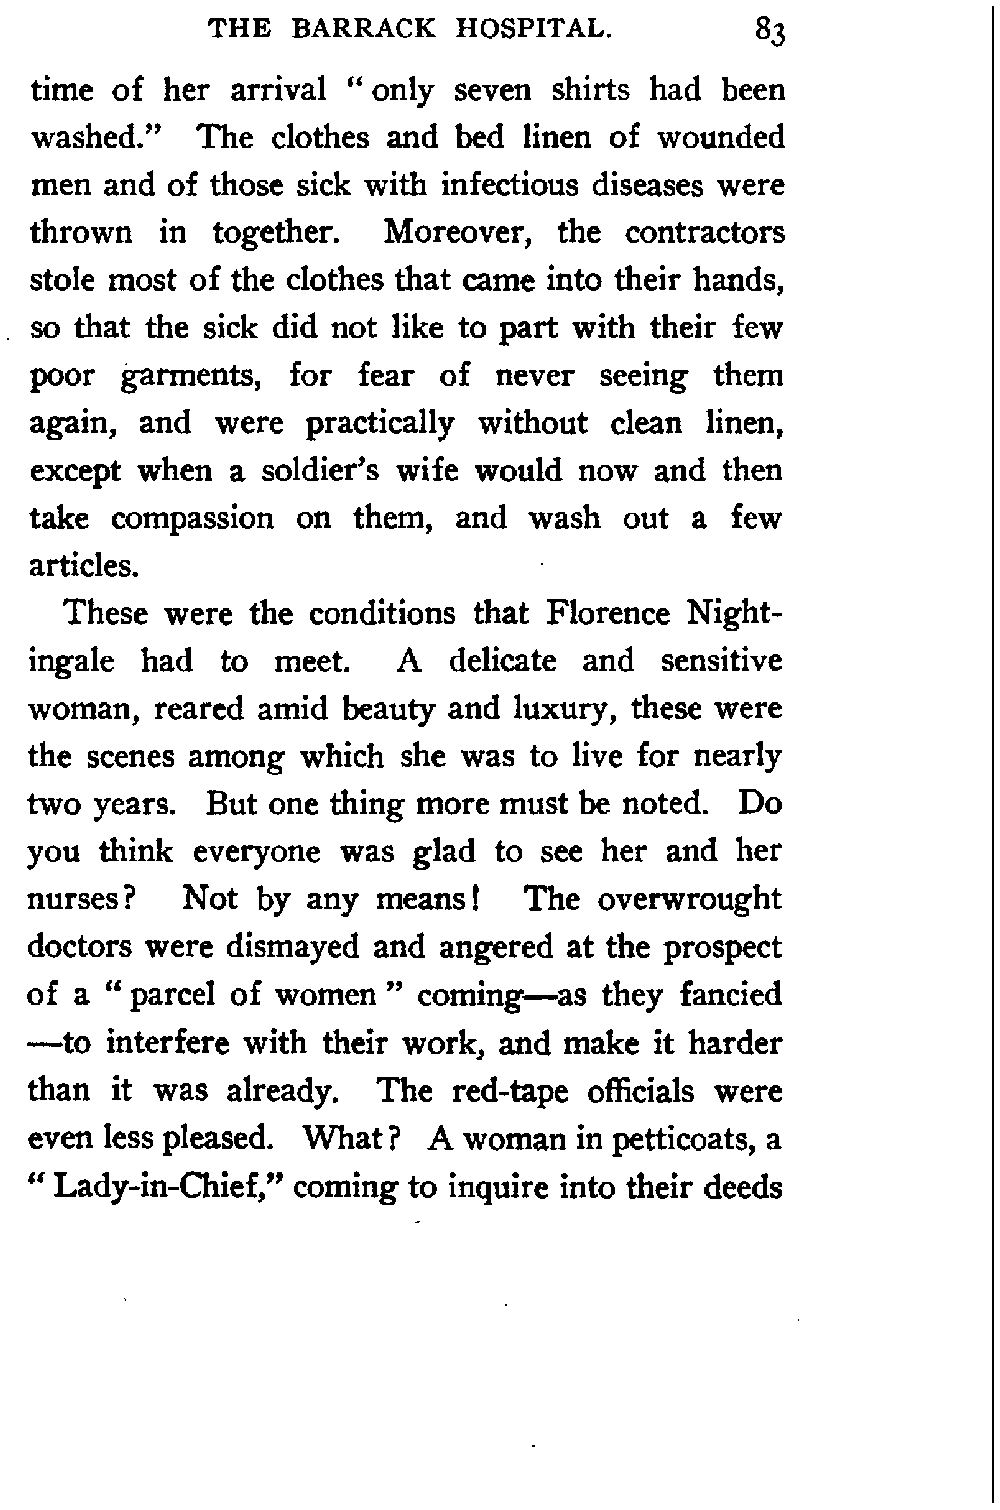 THE BARRACK HOSPITAL. 83
time of her arrival “ only seven shirts had been
washed.” The clothes and bed linen of wounded
men and of those sick with infectious diseases were
thrown in together. Moreover, the contractors
stole most of the clothes that came into their hands,
so that the sick did not like to part with their few
poor garments, for fear of never seeing them
again, and were practically without clean linen,
except when a soldier’s wife would now and then
take compassion on them, and wash out a few
articles.
These were the conditions that Florence Night-
ingale had to meet. A delicate and sensitive
woman, reared amid beauty and luxury, these were
the scenes among which she was to live for nearly
two years. But one thing more must be noted. Do
you think everyone was glad to see her and her
nurses? Not by any means! The overwrought
doctors were dismayed and angered at the prospect
of a “ parcel of women ” coming—as they fancied
—to interfere with their work, and make it harder
than it was already. The red-tape officials were
even less pleased. What? A woman in petticoats, a
“ Lady-in-Chief,” coming to inquire into their deeds